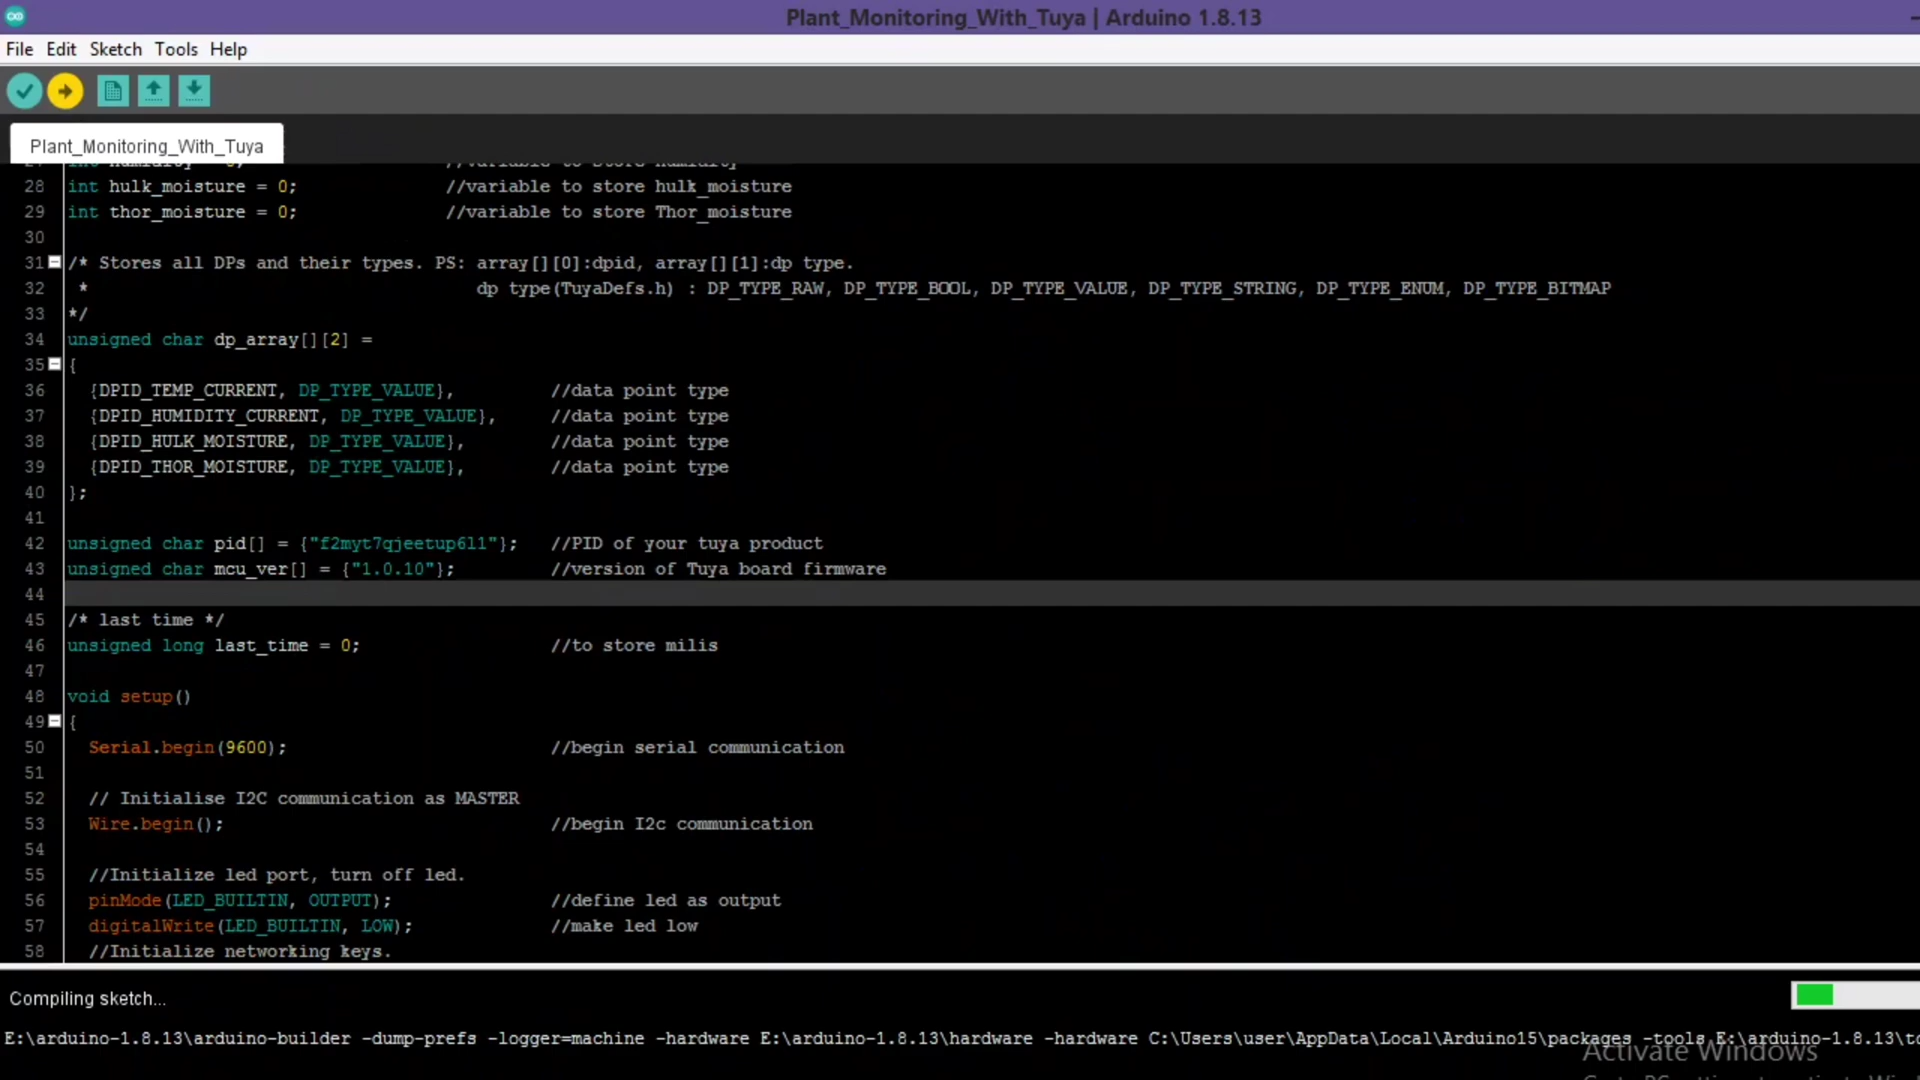 Plant_Monitoring_With_Tuya | Arduino 1.8.13
File Edit Sketch Tools Help
Plant_Monitoring_With_Tuya
28 int hulk_moisture = 0; //variable to store hulk_moisture
29 int thor_moisture = 0; //variable to store Thor_moisture
30
31 /* Stores all DPs and their types. PS: array[][0]:dpid, array[][1]:dp type.
32 * dp type(TuyaDefs.h) : DP_TYPE_RAW, DP_TYPE_BOOL, DP_TYPE_VALUE, DP_TYPE_STRING, DP_TYPE_ENUM, DP_TYPE_BITMAP
33 */
34 unsigned char dp_array[][2] =
35 {
36 {DPID_TEMP_CURRENT, DP_TYPE_VALUE}, //data point type
37 {DPID_HUMIDITY_CURRENT, DP_TYPE_VALUE}, //data point type
38 {DPID_HULK_MOISTURE, DP_TYPE_VALUE}, //data point type
39 {DPID_THOR_MOISTURE, DP_TYPE_VALUE}, //data point type
40 };
41
42 unsigned char pid[] = {"f2myt7qjeetup6l1"}; //PID of your tuya product
43 unsigned char mcu_ver[] = {"1.0.10"}; //version of Tuya board firmware
44
45 /* last time */
46 unsigned long last_time = 0; //to store milis
47
48 void setup()
49 {
50 Serial.begin(9600); //begin serial communication
51
52 // Initialise I2C communication as MASTER
53 Wire.begin(); //begin I2c communication
54
55 //Initialize led port, turn off led.
56 pinMode(LED_BUILTIN, OUTPUT); //define led as output
57 digitalWrite(LED_BUILTIN, LOW); //make led low
58 //Initialize networking keys.
Compiling sketch...
E:\arduino-1.8.13\arduino-builder -dump-prefs -logger=machine -hardware E:\arduino-1.8.13\hardware -hardware C:\Users\user\AppData\Local\Arduino15\packages -tools E:\arduino-1.8.13\to
Activate Windows